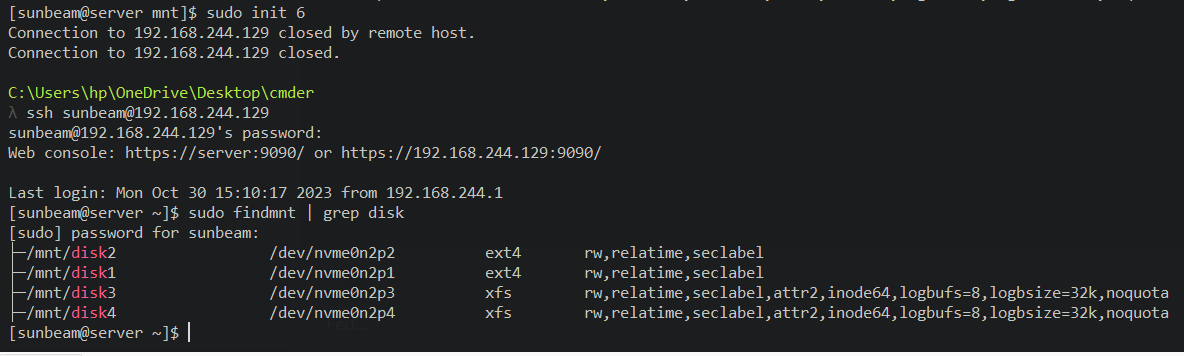 [sunbeam@server mnt]$ sudo init 6
Connection to 192.168.244.129 closed by remote host.
Connection to 192.168.244.129 closed.
C:\Users\hp\OneDrive\Desktop\cmder
λ ssh sunbeam@192.168.244.129
sunbeam@192.168.244.129's password:
Web console: https://server:9090/ or https://192.168.244.129:9090/
Last login: Mon Oct 30 15:10:17 2023 from 192.168.244.1
[sunbeam@server ~]$ sudo findmnt | grep disk
[sudo] password for sunbeam:
├─/mnt/disk2 /dev/nvme0n2p2 ext4 rw,relatime,seclabel
├─/mnt/disk1 /dev/nvme0n2p1 ext4 rw,relatime,seclabel
├─/mnt/disk3 /dev/nvme0n2p3 xfs rw,relatime,seclabel,attr2,inode64,logbufs=8,logbsize=32k,noquota
├─/mnt/disk4 /dev/nvme0n2p4 xfs rw,relatime,seclabel,attr2,inode64,logbufs=8,logbsize=32k,noquota
[sunbeam@server ~]$